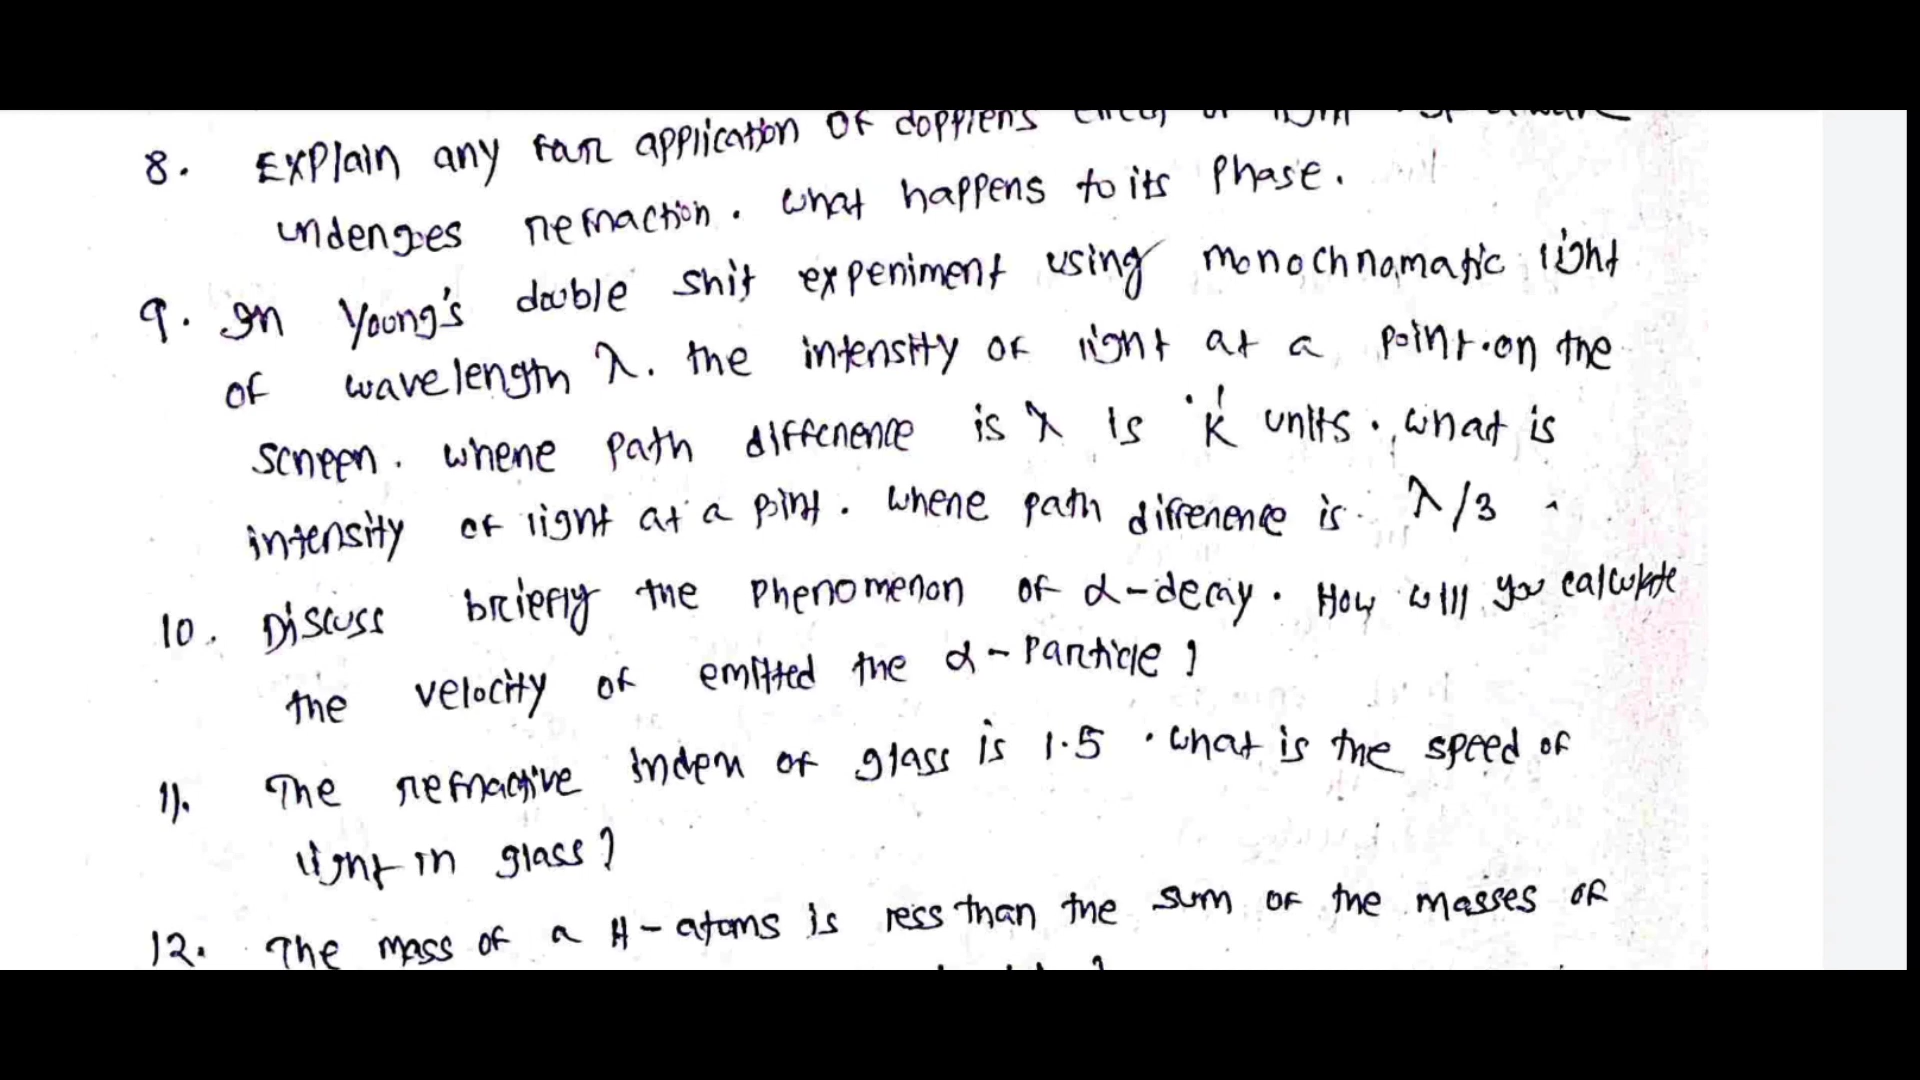 8. Explain any four application of doppler's
undergoes refraction. what happens to its phase.
9. In Young's double shit experiment using monochromatic light
of wavelength λ. the intensity of light at a point on the
screen. where path difference is λ is 'K' units. what is
intensity of light at a point. where path difference is λ/3
10. Discuss briefly the phenomenon of α-decay. How will you calculate
the velocity of emitted the α-particle?
11. The refractive index of glass is 1.5. what is the speed of
light in glass?
12. The mass of a H-atoms is less than the sum of the masses of